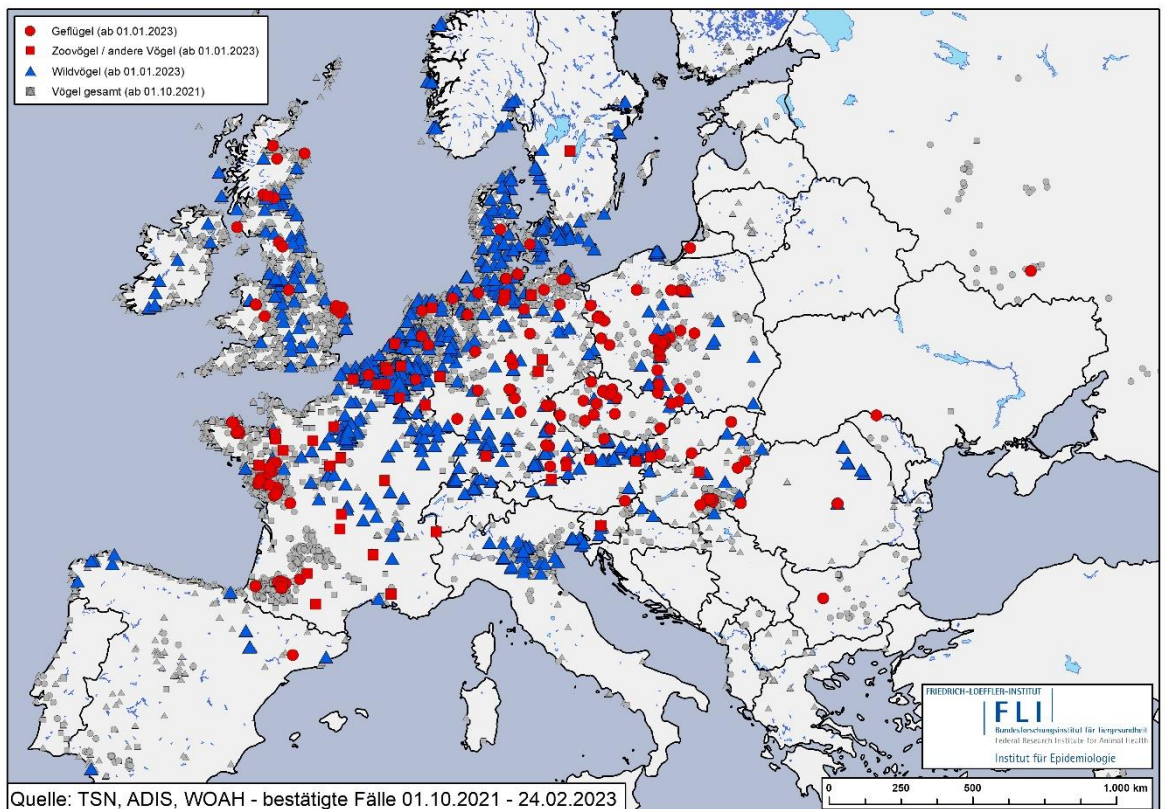 Geflügel (ab 01.01.2023)
Zoovögel / andere Vögel (ab 01.01.2023)
Wildvögel (ab 01.01.2023)
Vögel gesamt (ab 01.10.2021)
FRIEDRICH-LOEFFLER-INSTITUT
FLI
Bundesforschungsinstitut für Tiergesundheit
Federal Research Institute for Animal Health
Institut für Epidemiologie
0 250 500 1.000 km
Quelle: TSN, ADIS, WOAH - bestätigte Fälle 01.10.2021 - 24.02.2023